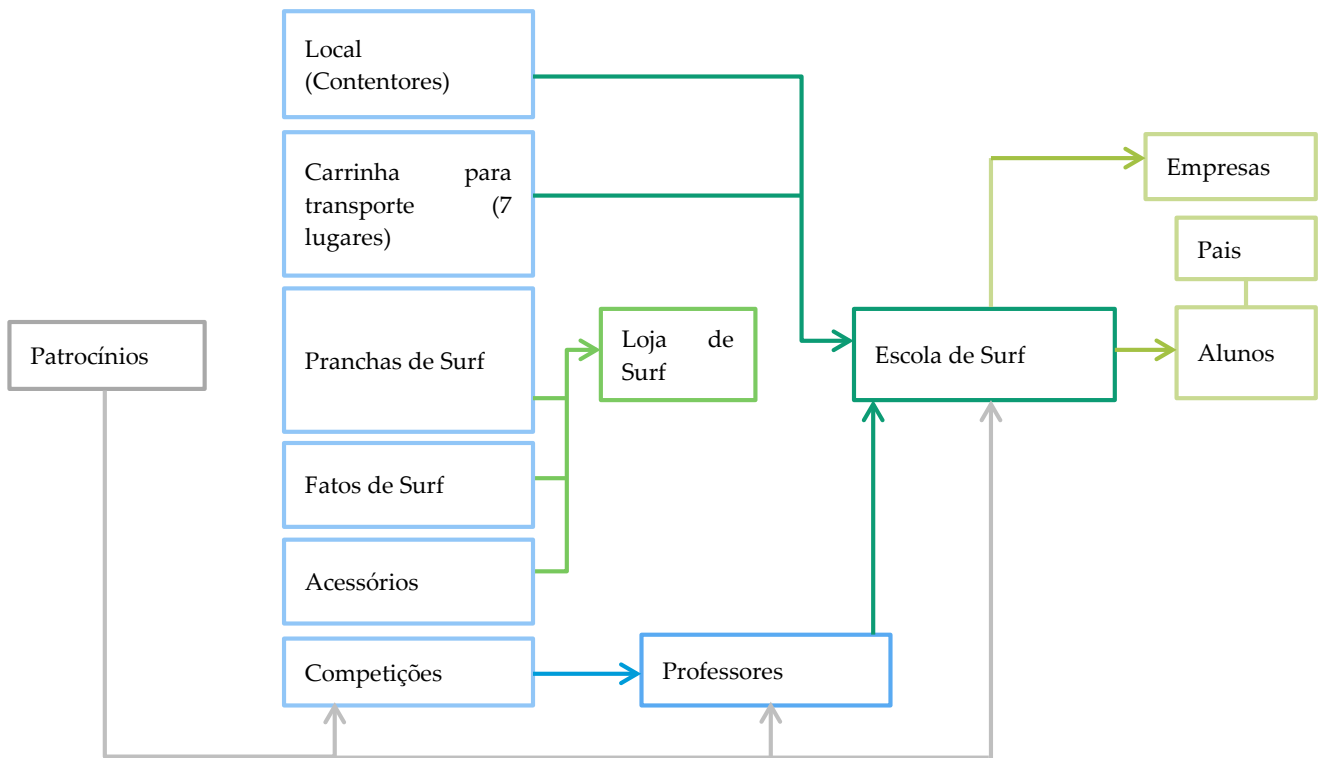 Local
(Contentores)
Carrinha para
transporte (7
lugares)
Empresas
Pais
Patrocínios
Pranchas de Surf
Loja de
Surf
Escola de Surf
Alunos
Fatos de Surf
Acessórios
Competições
Professores